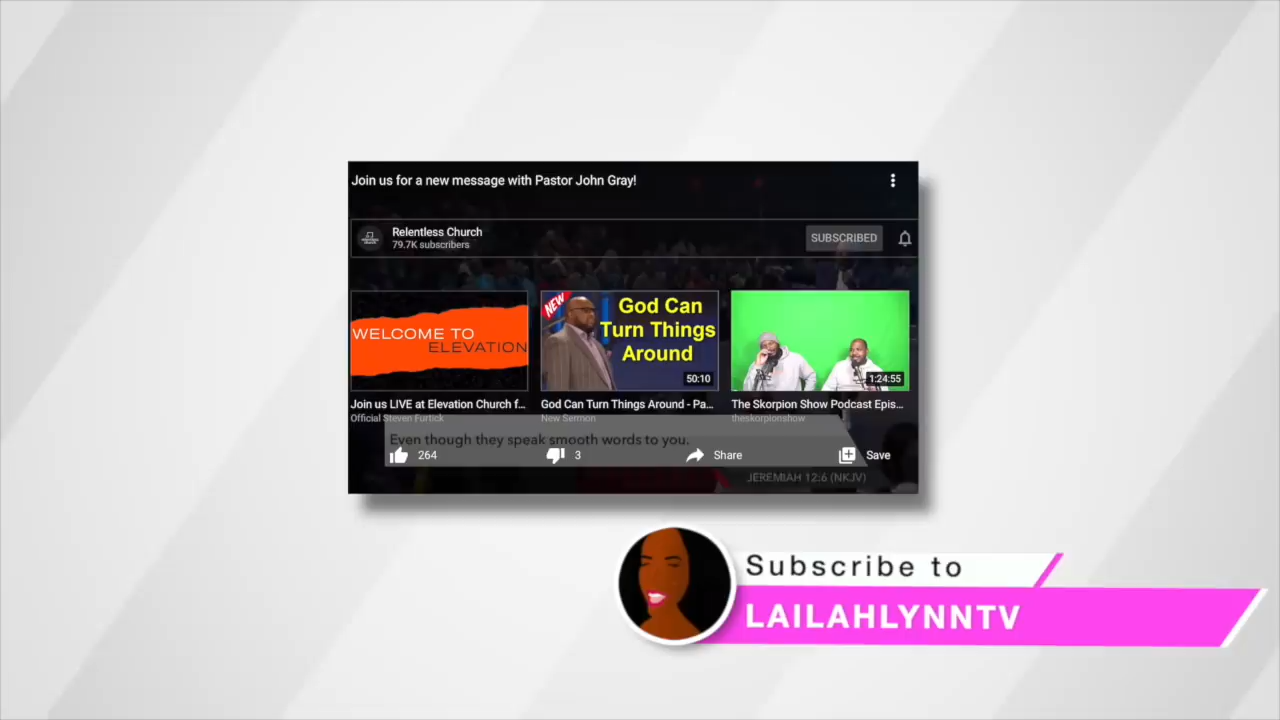 Join us for a new message with Pastor John Gray!
Relentless Church
79.7K subscribers
SUBSCRIBED
WELCOME TO
ELEVATION
NEW
God Can
Turn Things
Around
50:10
1:24:55
Join us LIVE at Elevation Church f...
Official Steven Furtick
God Can Turn Things Around - Pa...
New Sermon
The Skorpion Show Podcast Epis...
theskorpionshow
Even though they speak smooth words to you.
264
3
Share
Save
JEREMIAH 12:6 (NKJV)
Subscribe to
LAILAHLYNNTV